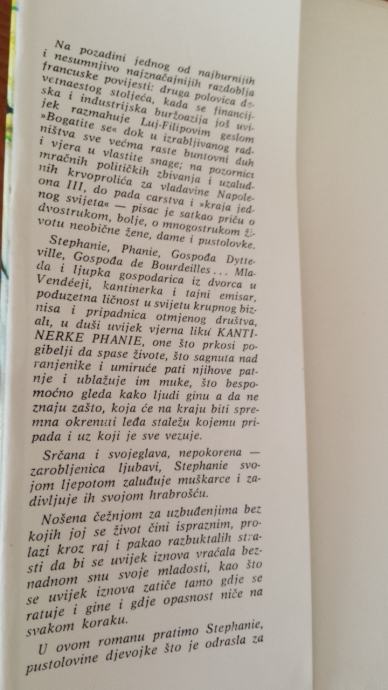 Na pozadini jednog od najburnijih
i nesumnjivo najznačajnijih razdoblja
francuske povijesti: druga polovica de-
vetnaestog stoljeća, kada se financij-
ska i industrijska buržoazija još uvi-
jek razmahuje Luj-Filipovim geslom
»Bogatite se« dok u izrabljivanog rad-
ništva sve većma raste buntovni duh
i vjera u vlastite snage; na pozornici
mračnih političkih zbivanja i uzalud-
nih krvoprolića za vladavine Napole-
ona III, do pada carstva i »kraja jed-
nog svijeta« — pisac je satkao priču o
dvostrukom, bolje, o mnogostrukom ži-
votu neobične žene, dame i pustolovke.
Stephanie, Phanie, Gospođa Dytte-
ville, Gospođa de Bourdeilles... Mla-
da i ljupka gospodarica iz dvorca u
Vendéeji, kantinerka i tajni emisar,
poduzetna ličnost u svijetu krupnog biz-
nisa i pripadnica otmjenog društva,
ali, u duši uvijek vjerna liku KANTI-
NERKE PHANIE, one što prkosi po-
gibelji da spase živote, što sagnuta nad
ranjenike i umiruće pati njihove pat-
nje i ublažuje im muke, što bespo-
moćno gleda kako ljudi ginu a da ne
znaju zašto, koja će na kraju biti spre-
mna okrenuti leđa staležu kojemu pri-
pada i uz koji je sve vezuje.
Srčana i svojeglava, nepokorena —
zarobljenica ljubavi, Stephanie svo-
jom ljepotom zaluđuje muškarce i za-
divljuje ih svojom hrabrošću.
Nošena čežnjom za uzbuđenjima bez
kojih joj se život čini ispraznim, pro-
lazi kroz raj i pakao razbuktalih stra-
sti da bi se uvijek iznova vraćala bez-
nadnom snu svoje mladosti, kao što
se uvijek iznova zatiče tamo gdje se
ratuje i gine i gdje opasnost niče na
svakom koraku.
U ovom romanu pratimo Stephanie,
pustolovine djevojke što je odrasla za